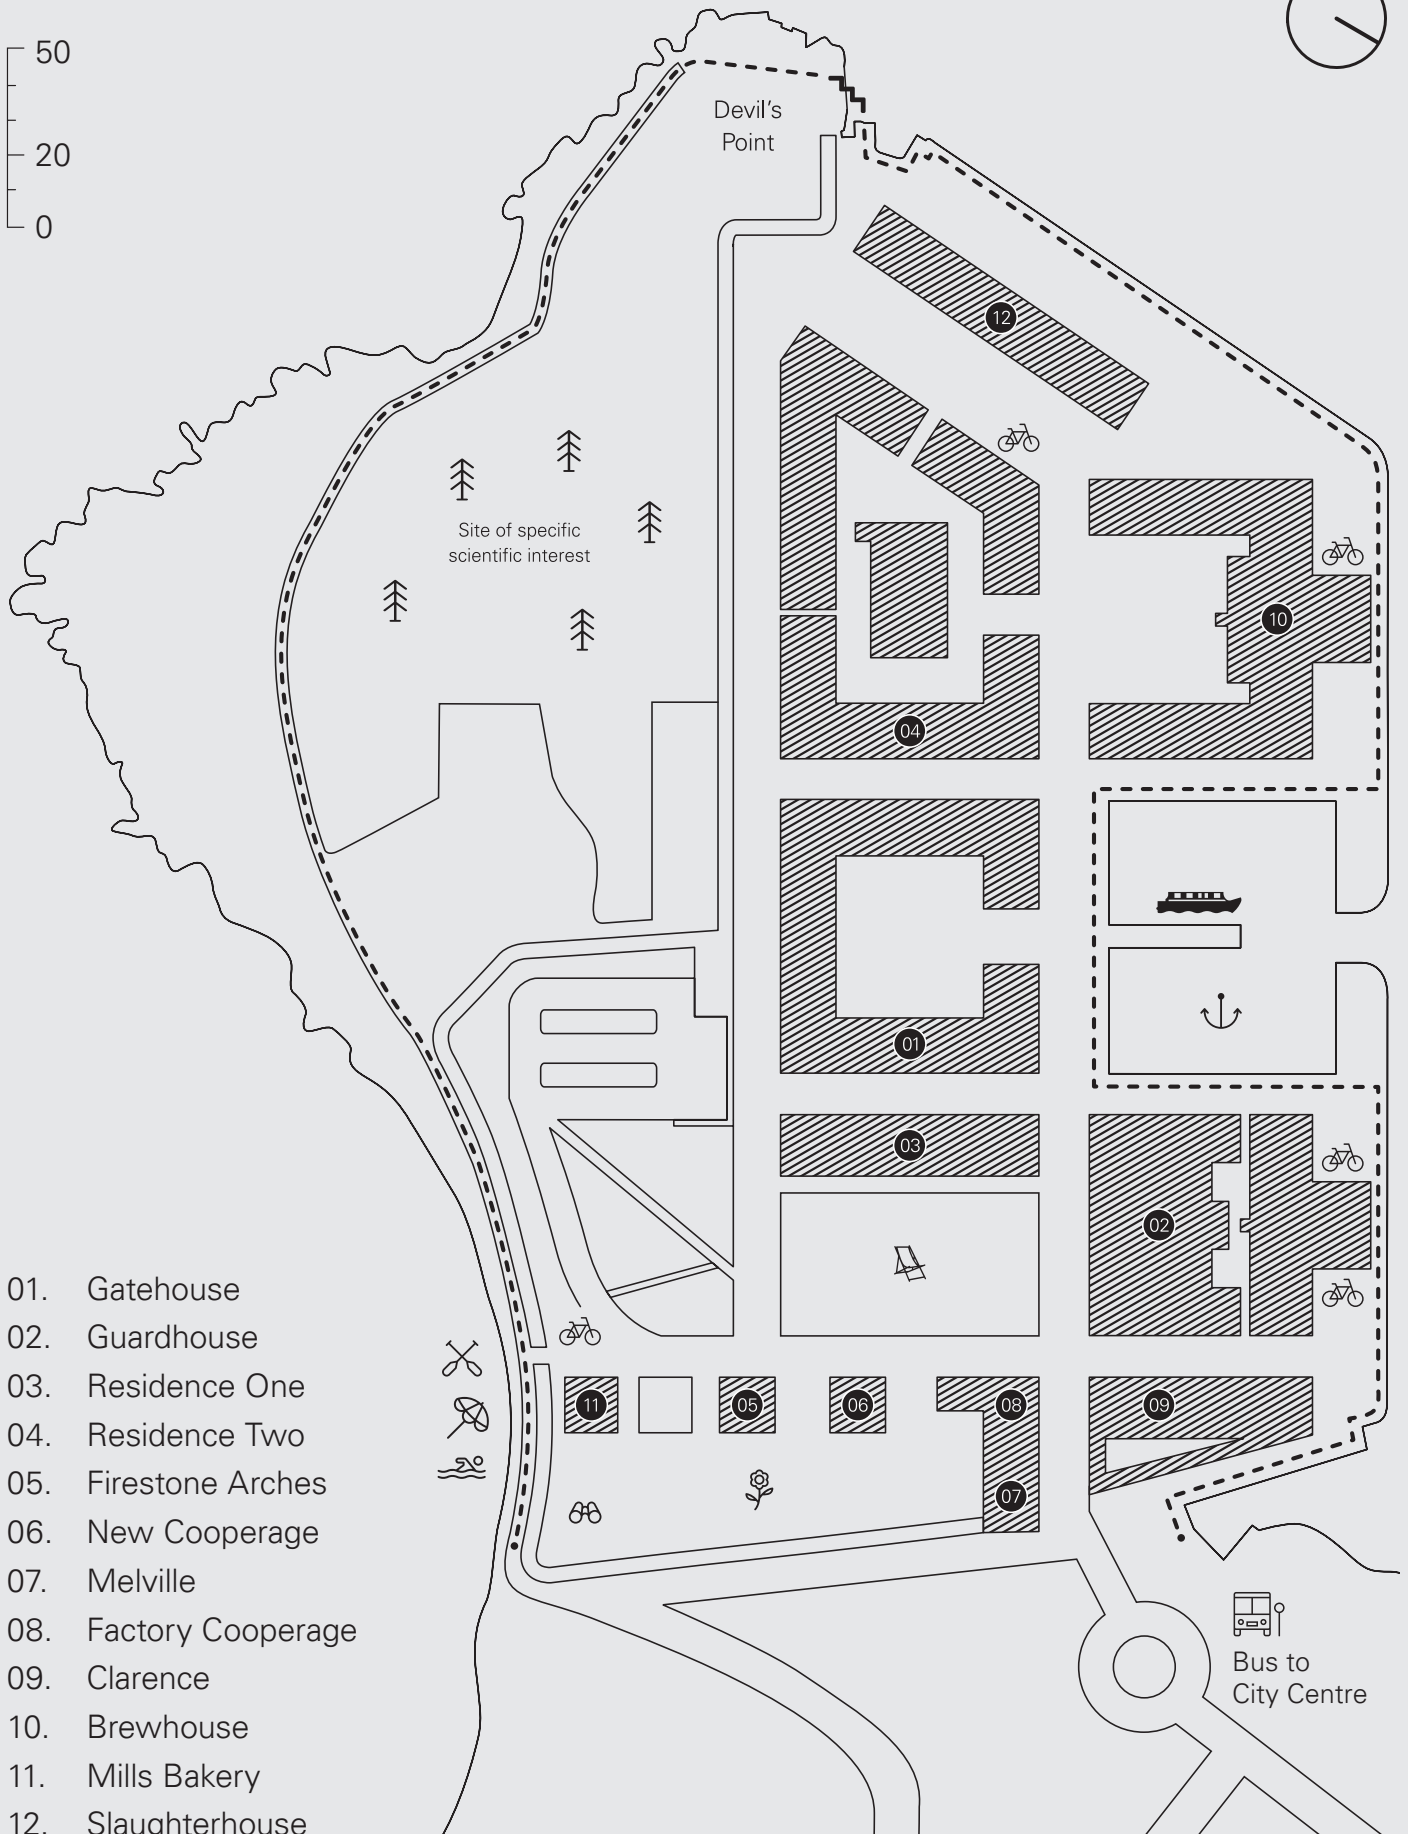 50
20
0
Devil's
Point
12
Site of specific
scientific interest
10
04
01
03
02
11
05
06
08
09
07
01. Gatehouse
02. Guardhouse
03. Residence One
04. Residence Two
05. Firestone Arches
06. New Cooperage
07. Melville
08. Factory Cooperage
09. Clarence
10. Brewhouse
11. Mills Bakery
12. Slaughterhouse
Bus to
City Centre